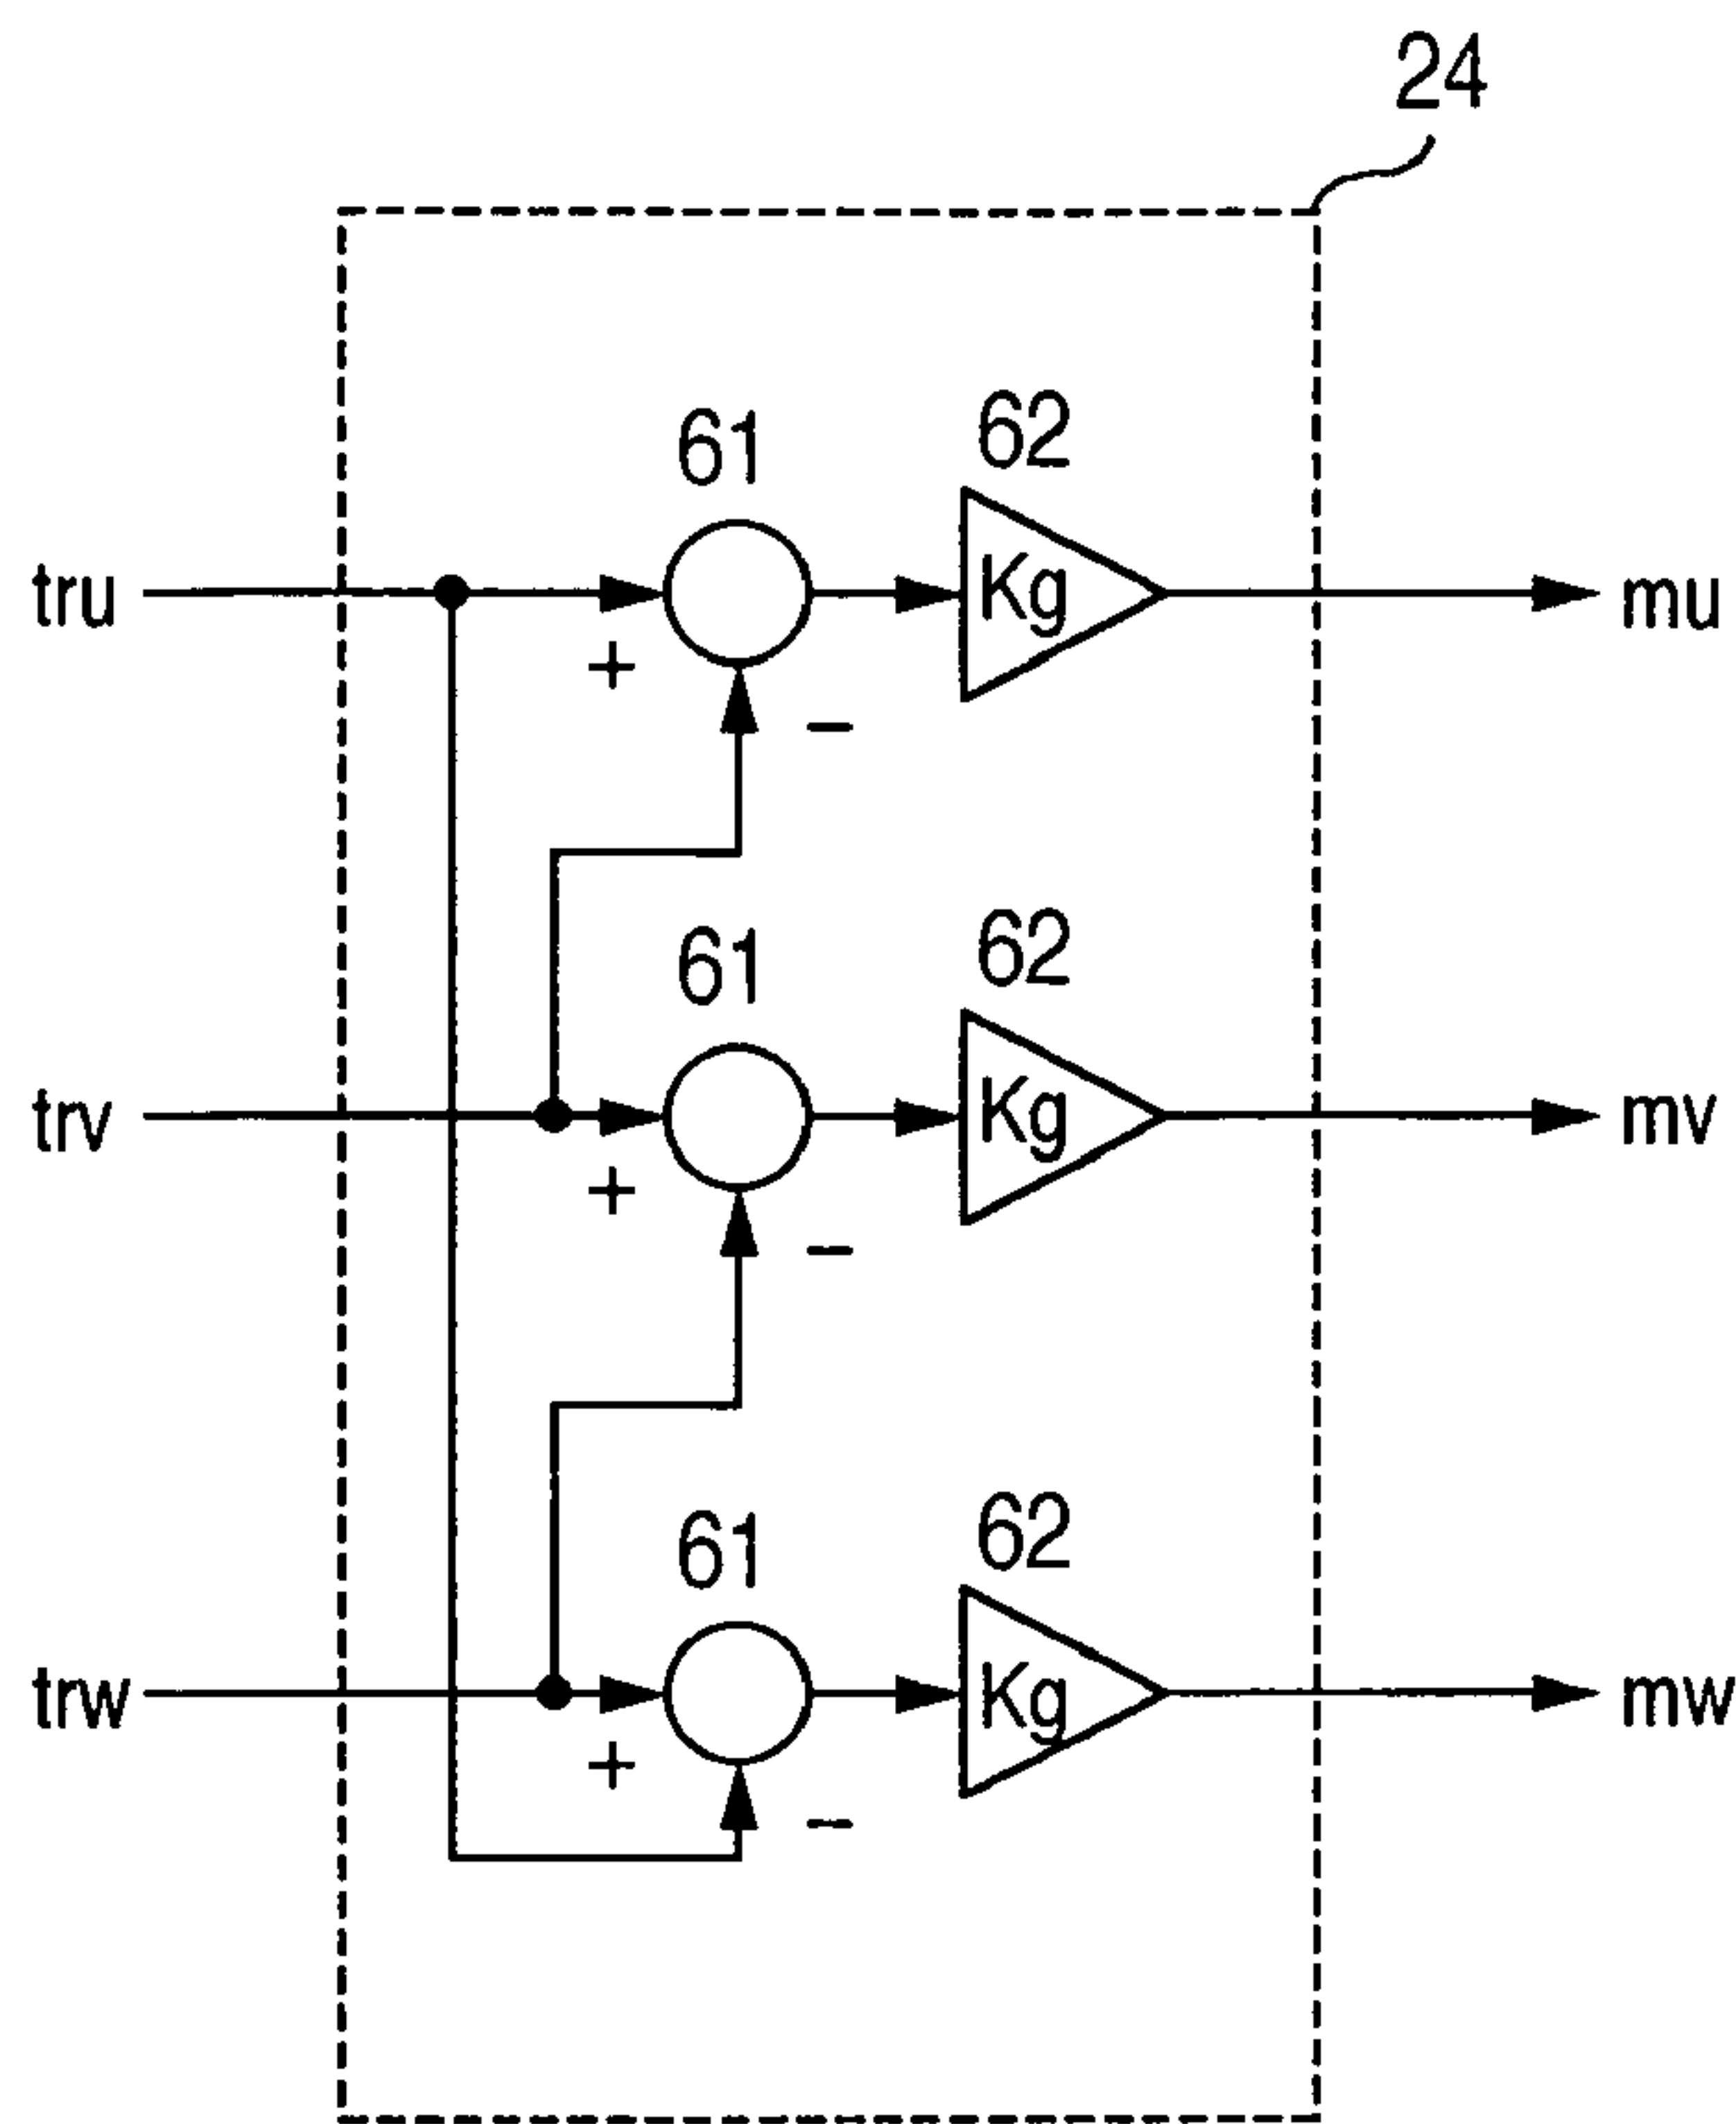 24
61
62
tru
Kg
mu
+
−
61
62
trv
Kg
mv
+
−
61
62
trw
Kg
mw
+
−